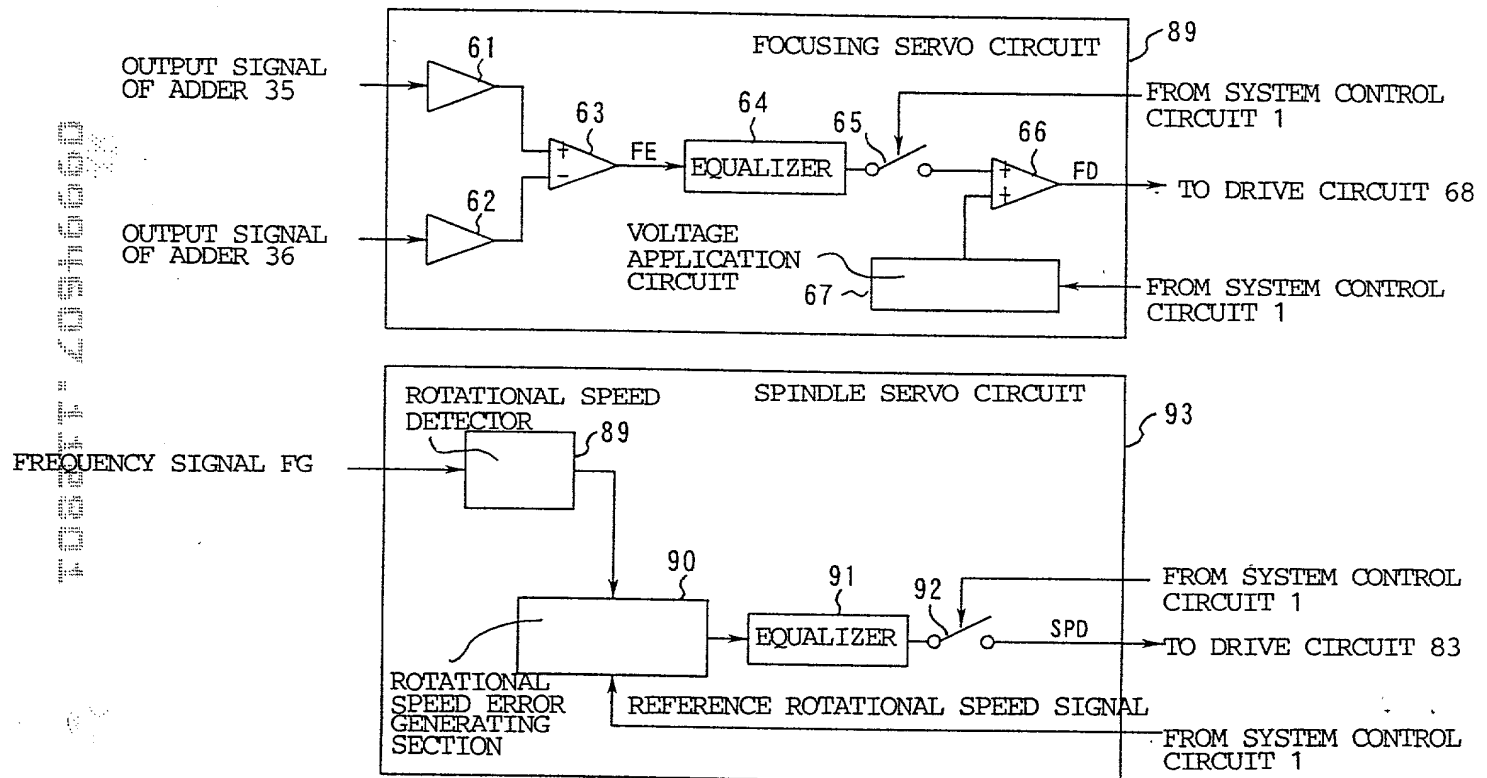 FOCUSING SERVO CIRCUIT
89
61
OUTPUT SIGNAL
OF ADDER 35
FROM SYSTEM CONTROL
CIRCUIT 1
63
64
65
66
FE
EQUALIZER
FD
+
−
+
+
TO DRIVE CIRCUIT 68
62
OUTPUT SIGNAL
OF ADDER 36
VOLTAGE
APPLICATION
CIRCUIT
67
FROM SYSTEM CONTROL
CIRCUIT 1
ROTATIONAL SPEED
DETECTOR
SPINDLE SERVO CIRCUIT
93
89
FREQUENCY SIGNAL FG
90
91
92
FROM SYSTEM CONTROL
CIRCUIT 1
EQUALIZER
SPD
TO DRIVE CIRCUIT 83
ROTATIONAL
SPEED ERROR
GENERATING
SECTION
REFERENCE ROTATIONAL SPEED SIGNAL
FROM SYSTEM CONTROL
CIRCUIT 1